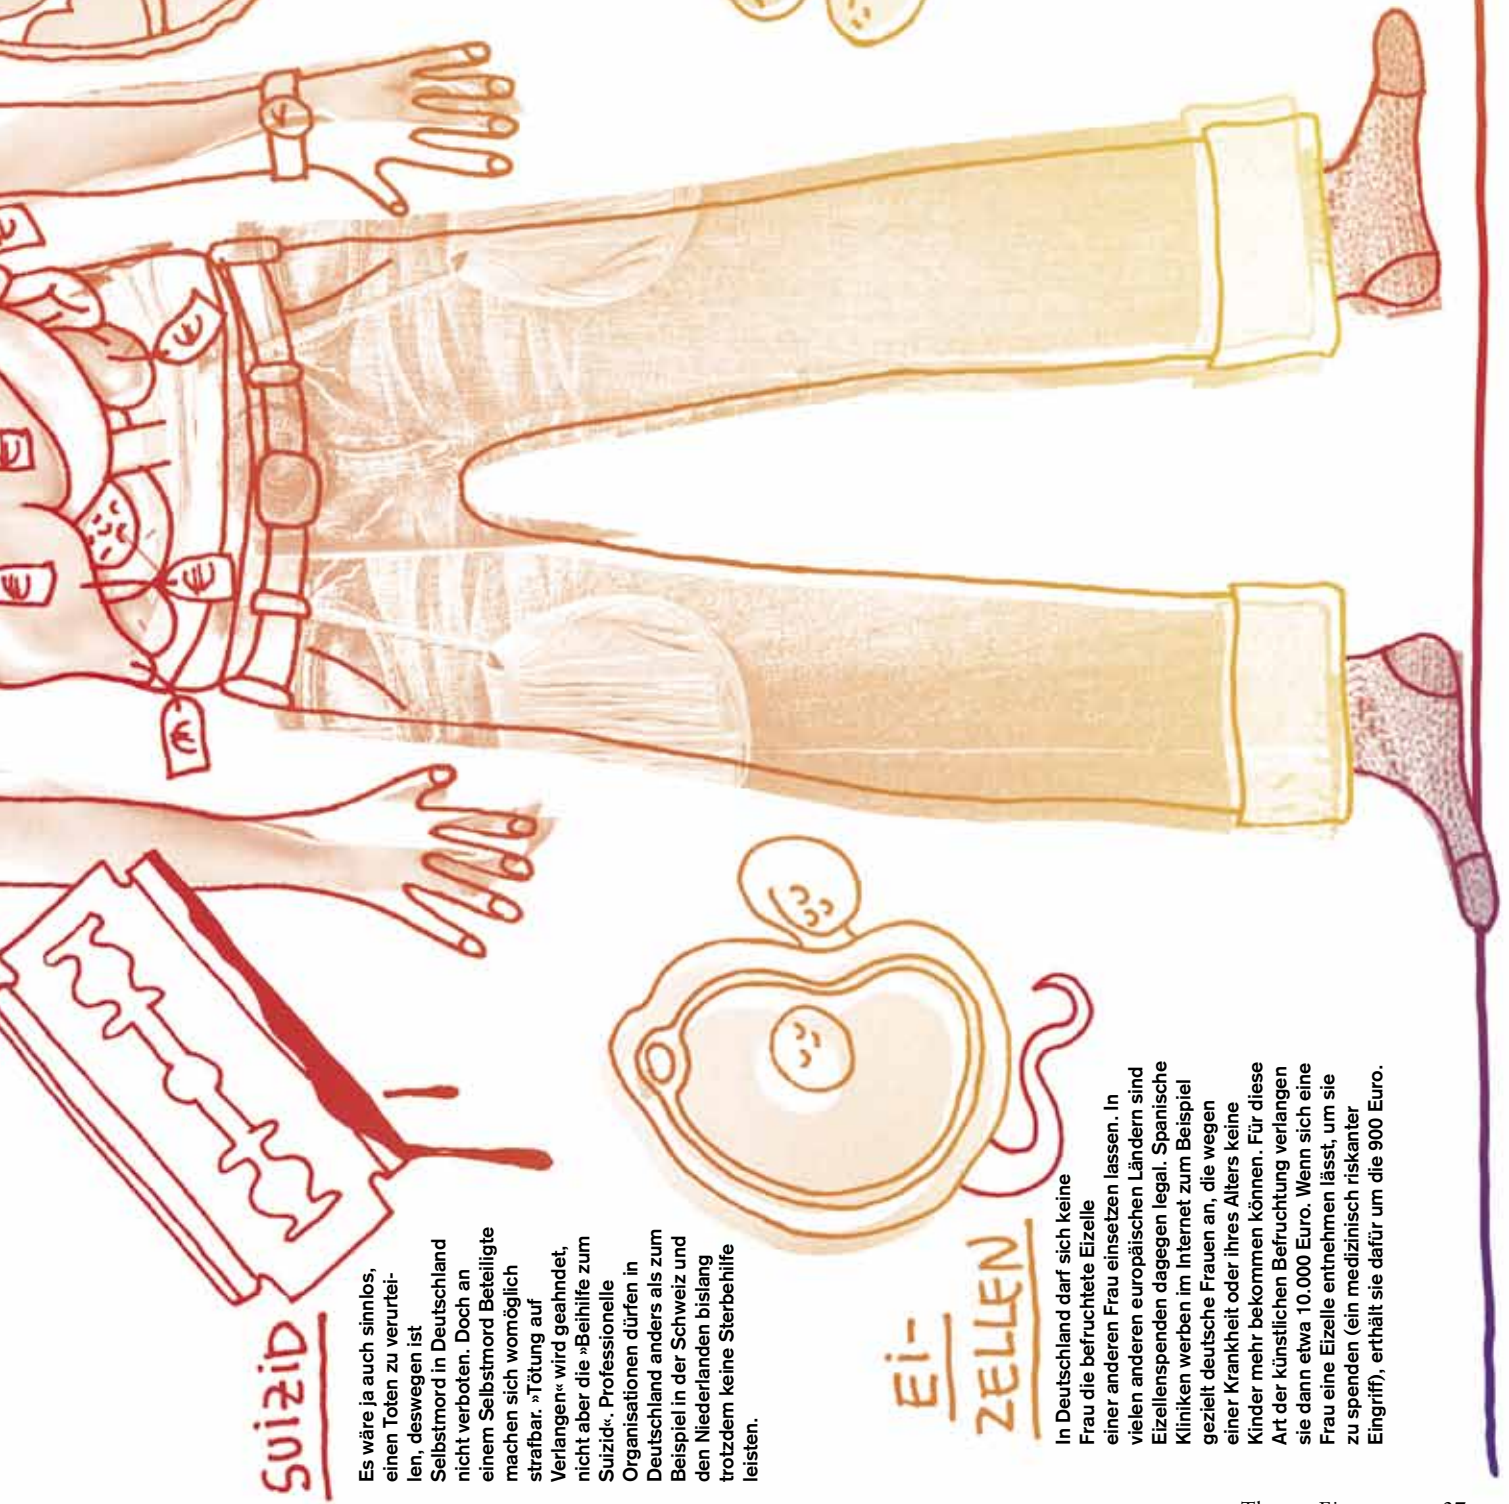 SuiziD
Es wäre ja auch sinnlos,
einen Toten zu verurtei-
len, deswegen ist
Selbstmord in Deutschland
nicht verboten. Doch an
einem Selbstmord Beteiligte
machen sich womöglich
strafbar. »Tötung auf
Verlangen« wird geahndet,
nicht aber die »Beihilfe zum
Suizid«. Professionelle
Organisationen dürfen in
Deutschland anders als zum
Beispiel in der Schweiz und
den Niederlanden bislang
trotzdem keine Sterbehilfe
leisten.
Ei-
ZELLEN
In Deutschland darf sich keine
Frau die befruchtete Eizelle
einer anderen Frau einsetzen lassen. In
vielen anderen europäischen Ländern sind
Eizellenspenden dagegen legal. Spanische
Kliniken werben im Internet zum Beispiel
gezielt deutsche Frauen an, die wegen
einer Krankheit oder ihres Alters keine
Kinder mehr bekommen können. Für diese
Art der künstlichen Befruchtung verlangen
sie dann etwa 10.000 Euro. Wenn sich eine
Frau eine Eizelle entnehmen lässt, um sie
zu spenden (ein medizinisch riskanter
Eingriff), erthält sie dafür um die 900 Euro.
€
€
€
€
€
€